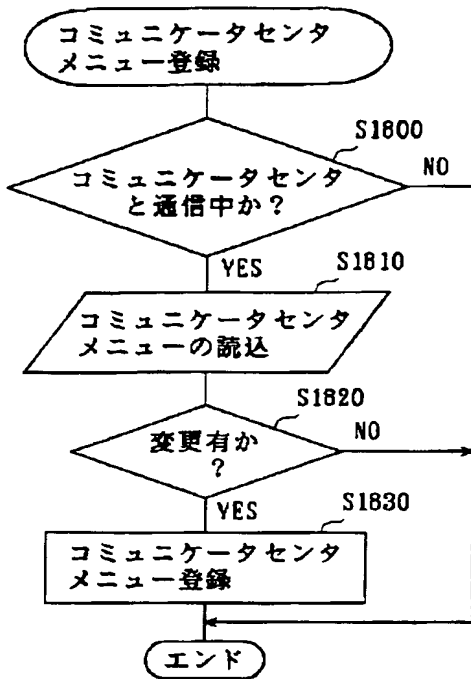 コミュニケータセンタ
メニュー登録
S1800
コミュニケータセンタ
と通信中か?
NO
YES
S1810
コミュニケータセンタ
メニューの読込
S1820
変更有か
?
NO
YES
S1830
コミュニケータセンタ
メニュー登録
エンド